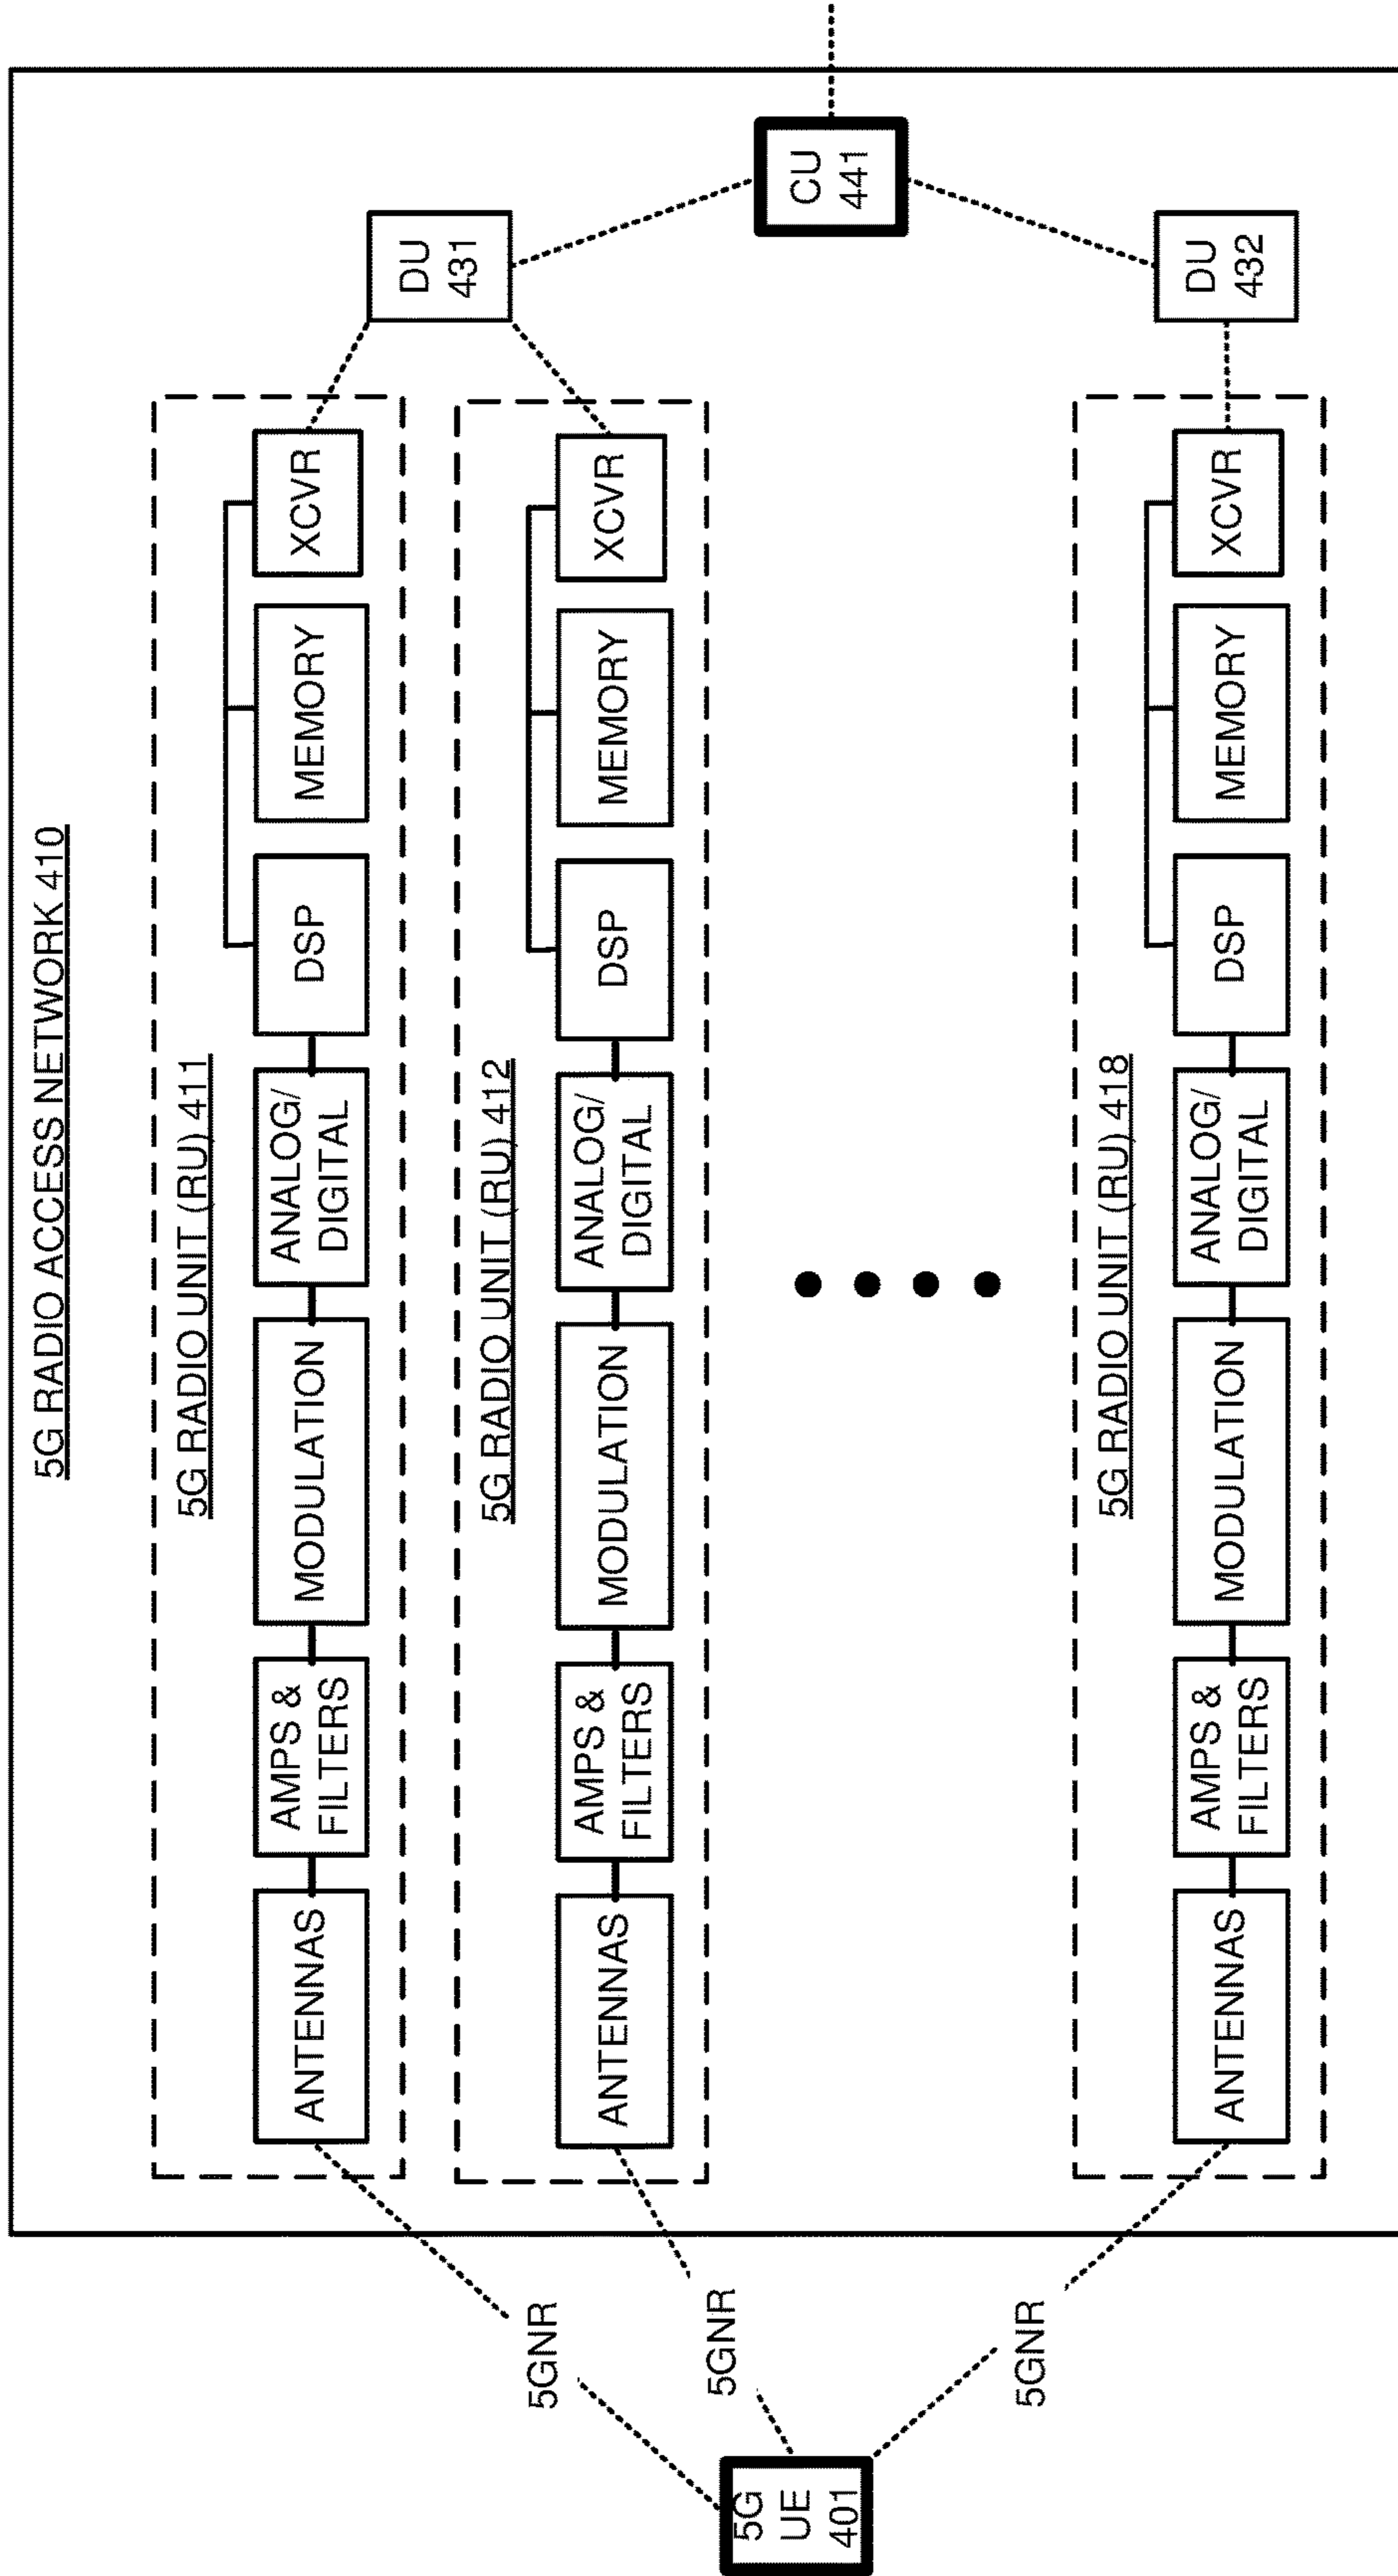 5G RADIO ACCESS NETWORK 410
5G RADIO UNIT (RU) 411
ANTENNAS
AMPS &
FILTERS
MODULATION
ANALOG/
DIGITAL
DSP
MEMORY
XCVR
5G RADIO UNIT (RU) 412
ANTENNAS
AMPS &
FILTERS
MODULATION
ANALOG/
DIGITAL
DSP
MEMORY
XCVR
5G RADIO UNIT (RU) 418
ANTENNAS
AMPS &
FILTERS
MODULATION
ANALOG/
DIGITAL
DSP
MEMORY
XCVR
5GNR
5GNR
5GNR
5G
UE
401
DU
431
CU
441
DU
432